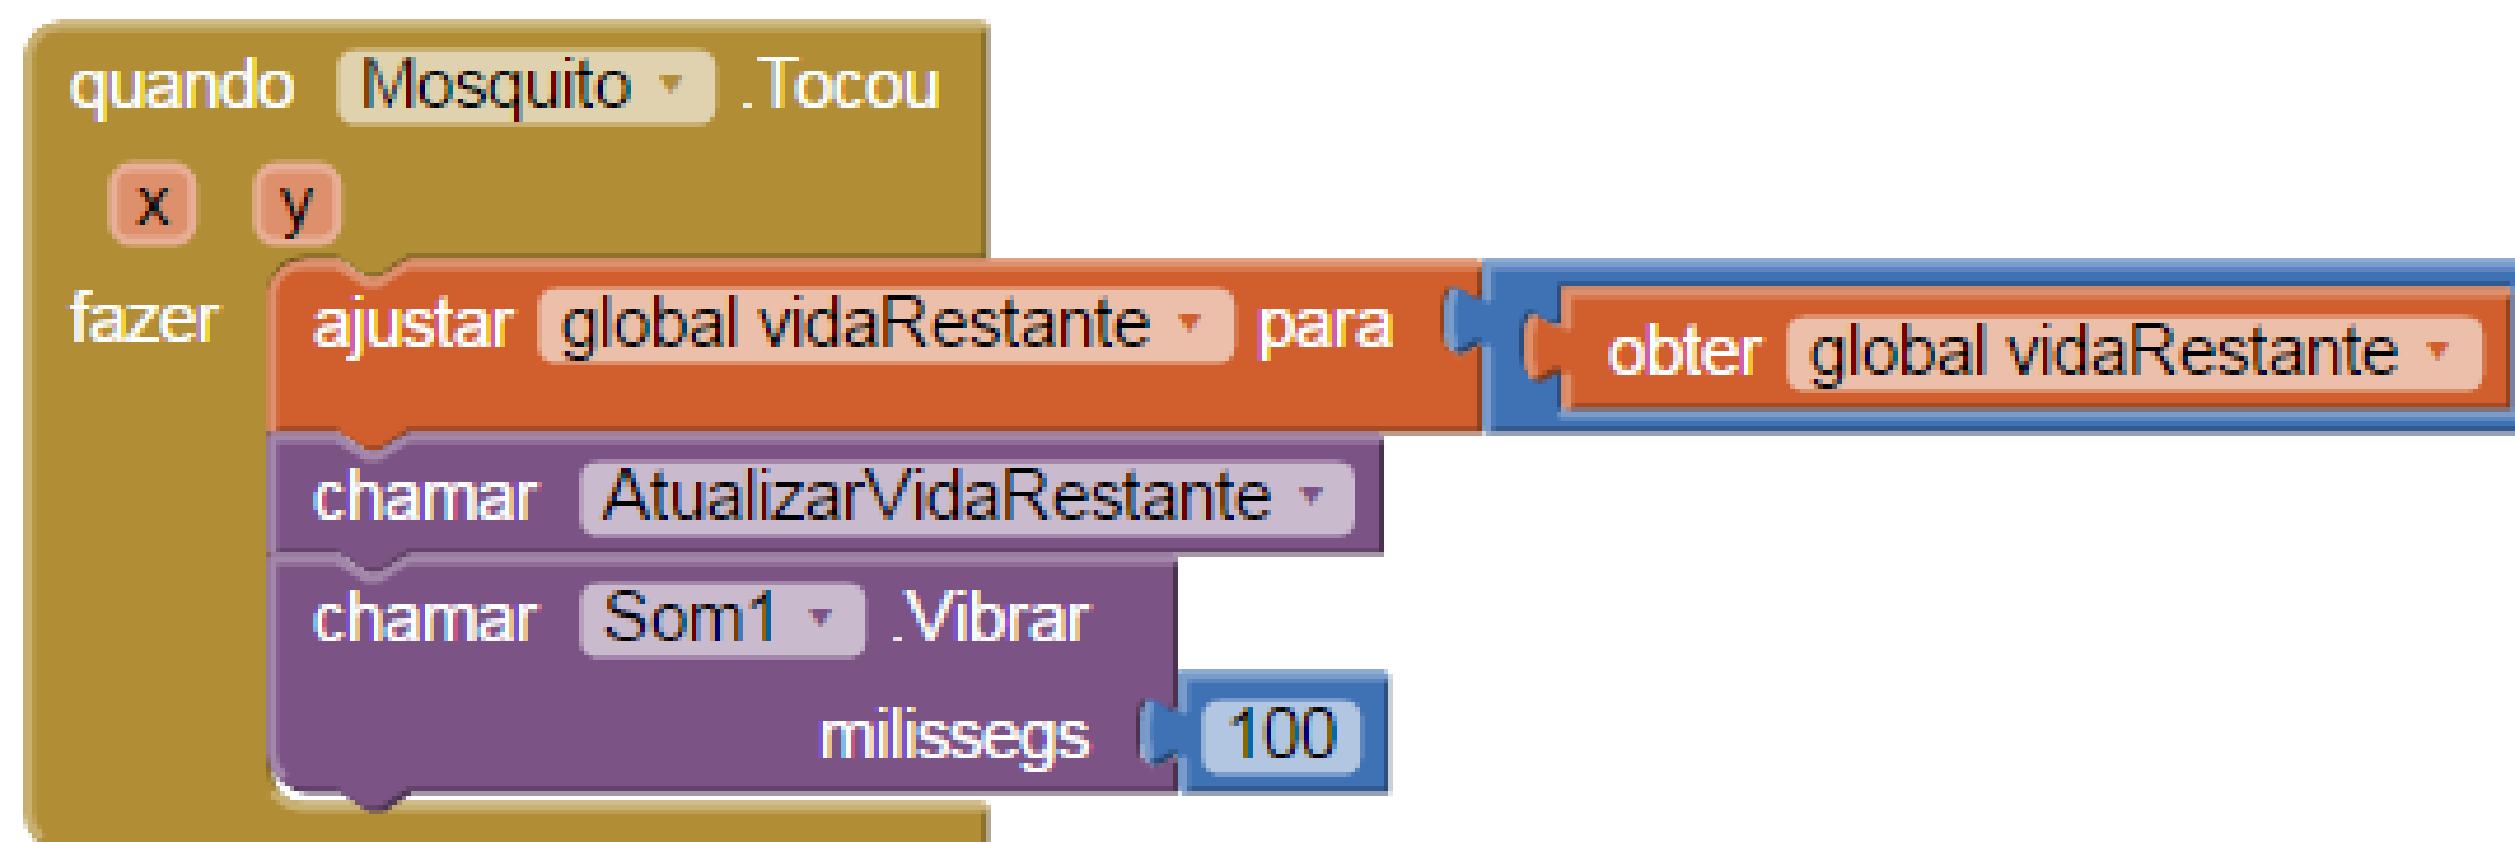 quando Mosquito .Tocou
x y
fazer ajustar global vidaRestante para obter global vidaRestante
chamar AtualizarVidaRestante
chamar Som1 .Vibrar
milissegs 100